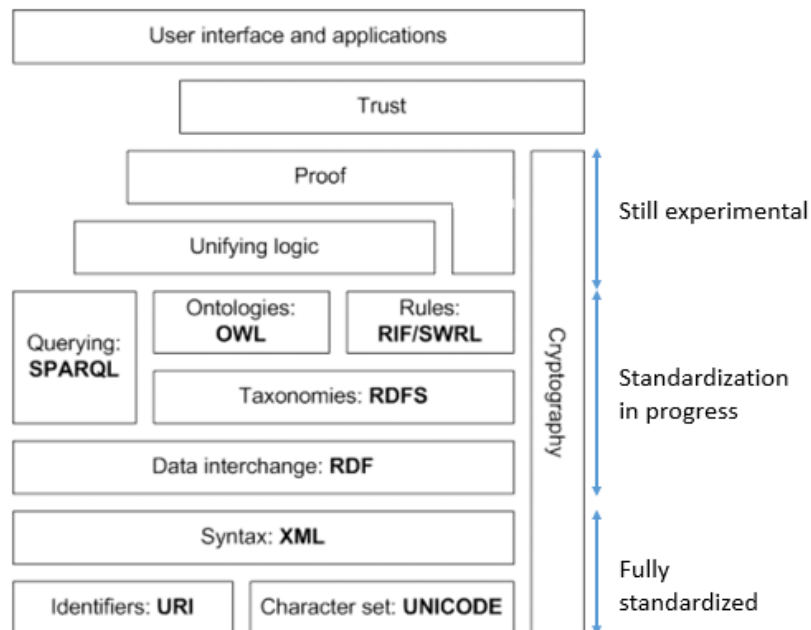 User interface and applications
Trust
Proof
Still experimental
Unifying logic
Querying:
SPARQL
Ontologies:
OWL
Rules:
RIF/SWRL
Cryptography
Taxonomies: RDFS
Standardization
in progress
Data interchange: RDF
Syntax: XML
Identifiers: URI
Character set: UNICODE
Fully
standardized